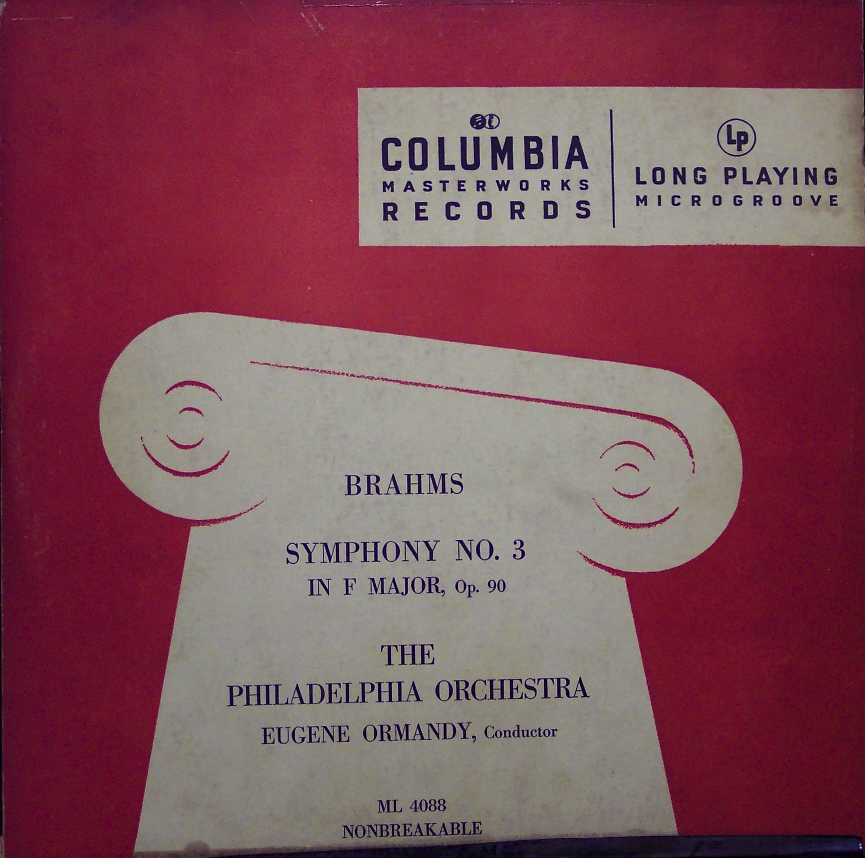 COLUMBIA
MASTERWORKS
RECORDS
LP
LONG PLAYING
MICROGROOVE
BRAHMS
SYMPHONY NO. 3
IN F MAJOR, Op. 90
THE
PHILADELPHIA ORCHESTRA
EUGENE ORMANDY, Conductor
ML 4088
NONBREAKABLE